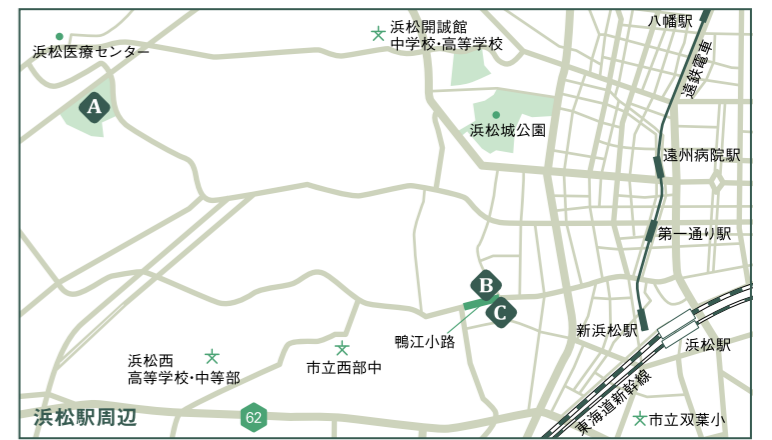 八幡駅
浜松開誠館
中学校・高等学校
浜松医療センター
遠鉄電車
A
浜松城公園
遠州病院駅
第一通り駅
B
C
鴨江小路
新浜松駅
浜松駅
浜松西
高等学校・中等部
市立西部中
東海道新幹線
浜松駅周辺
62
市立双葉小